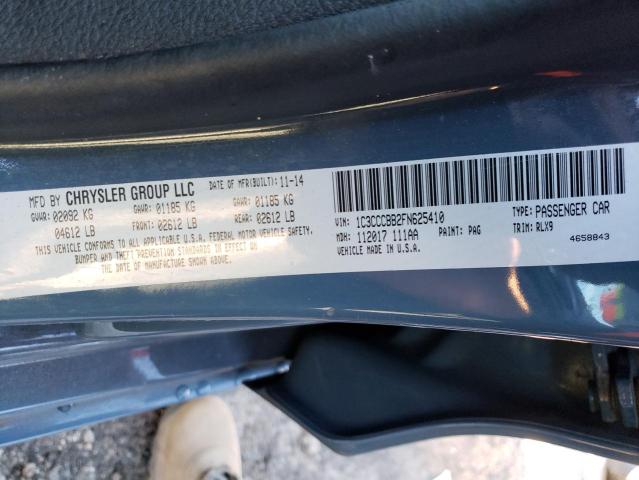 MFD BY CHRYSLER GROUP LLC DATE OF MFR(BUILT): 11-14
GVWR: 02092 KG GAWR: 01185 KG GAWR: 01185 KG
04612 LB FRONT: 02612 LB REAR: 02612 LB
THIS VEHICLE CONFORMS TO ALL APPLICABLE U.S.A. FEDERAL MOTOR VEHICLE SAFETY,
BUMPER AND THEFT PREVENTION STANDARDS IN EFFECT ON
THE DATE OF MANUFACTURE SHOWN ABOVE.
VIN: 1C3CCCBB2FN625410 TYPE: PASSENGER CAR
MDH: 112017 111AA PAINT: PAG TRIM: RLX9
VEHICLE MADE IN U.S.A. 4658843